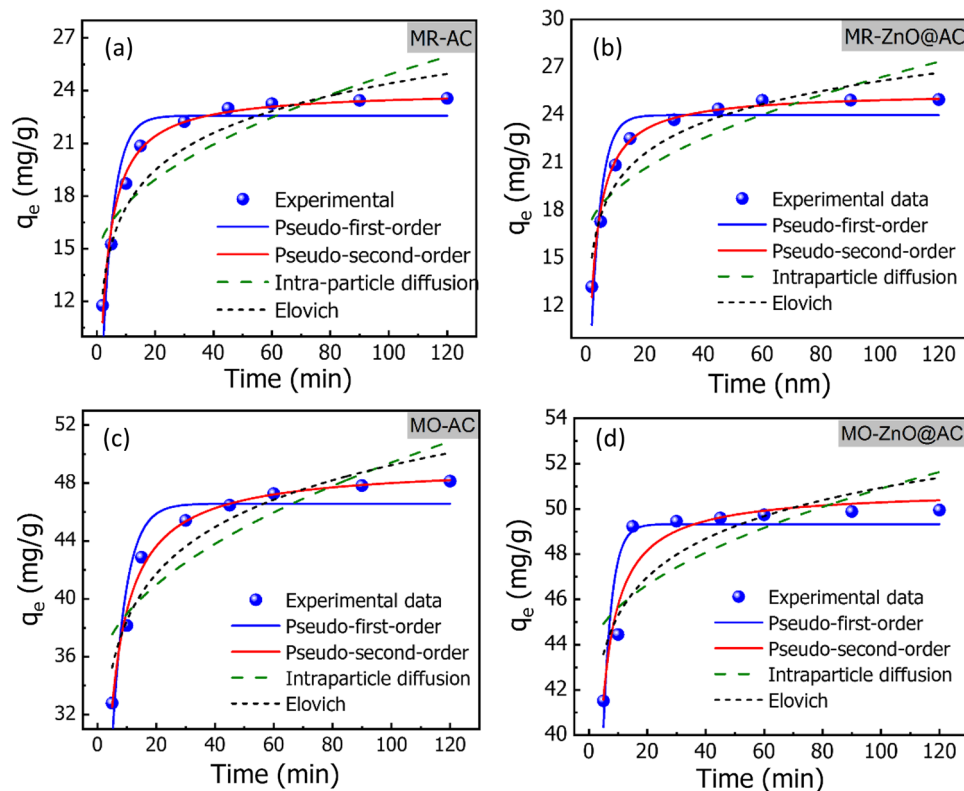 (a)
MR-AC
27
24
21
18
15
12
qe (mg/g)
Experimental
Pseudo-first-order
Pseudo-second-order
Intra-particle diffusion
Elovich
0 20 40 60 80 100 120
Time (min)
(b)
MR-ZnO@AC
30
27
24
21
18
15
12
qe (mg/g)
Experimental data
Pseudo-first-order
Pseudo-second-order
Intraparticle diffusion
Elovich
0 20 40 60 80 100 120
Time (nm)
(c)
MO-AC
52
48
44
40
36
32
qe (mg/g)
Experimental data
Pseudo-first-order
Pseudo-second-order
Intraparticle diffusion
Elovich
0 20 40 60 80 100 120
Time (min)
(d)
MO-ZnO@AC
54
52
50
48
46
44
42
40
qe (mg/g)
Experimental data
Pseudo-first-order
Pseudo-second-order
Intraparticle diffusion
Elovich
0 20 40 60 80 100 120
Time (min)